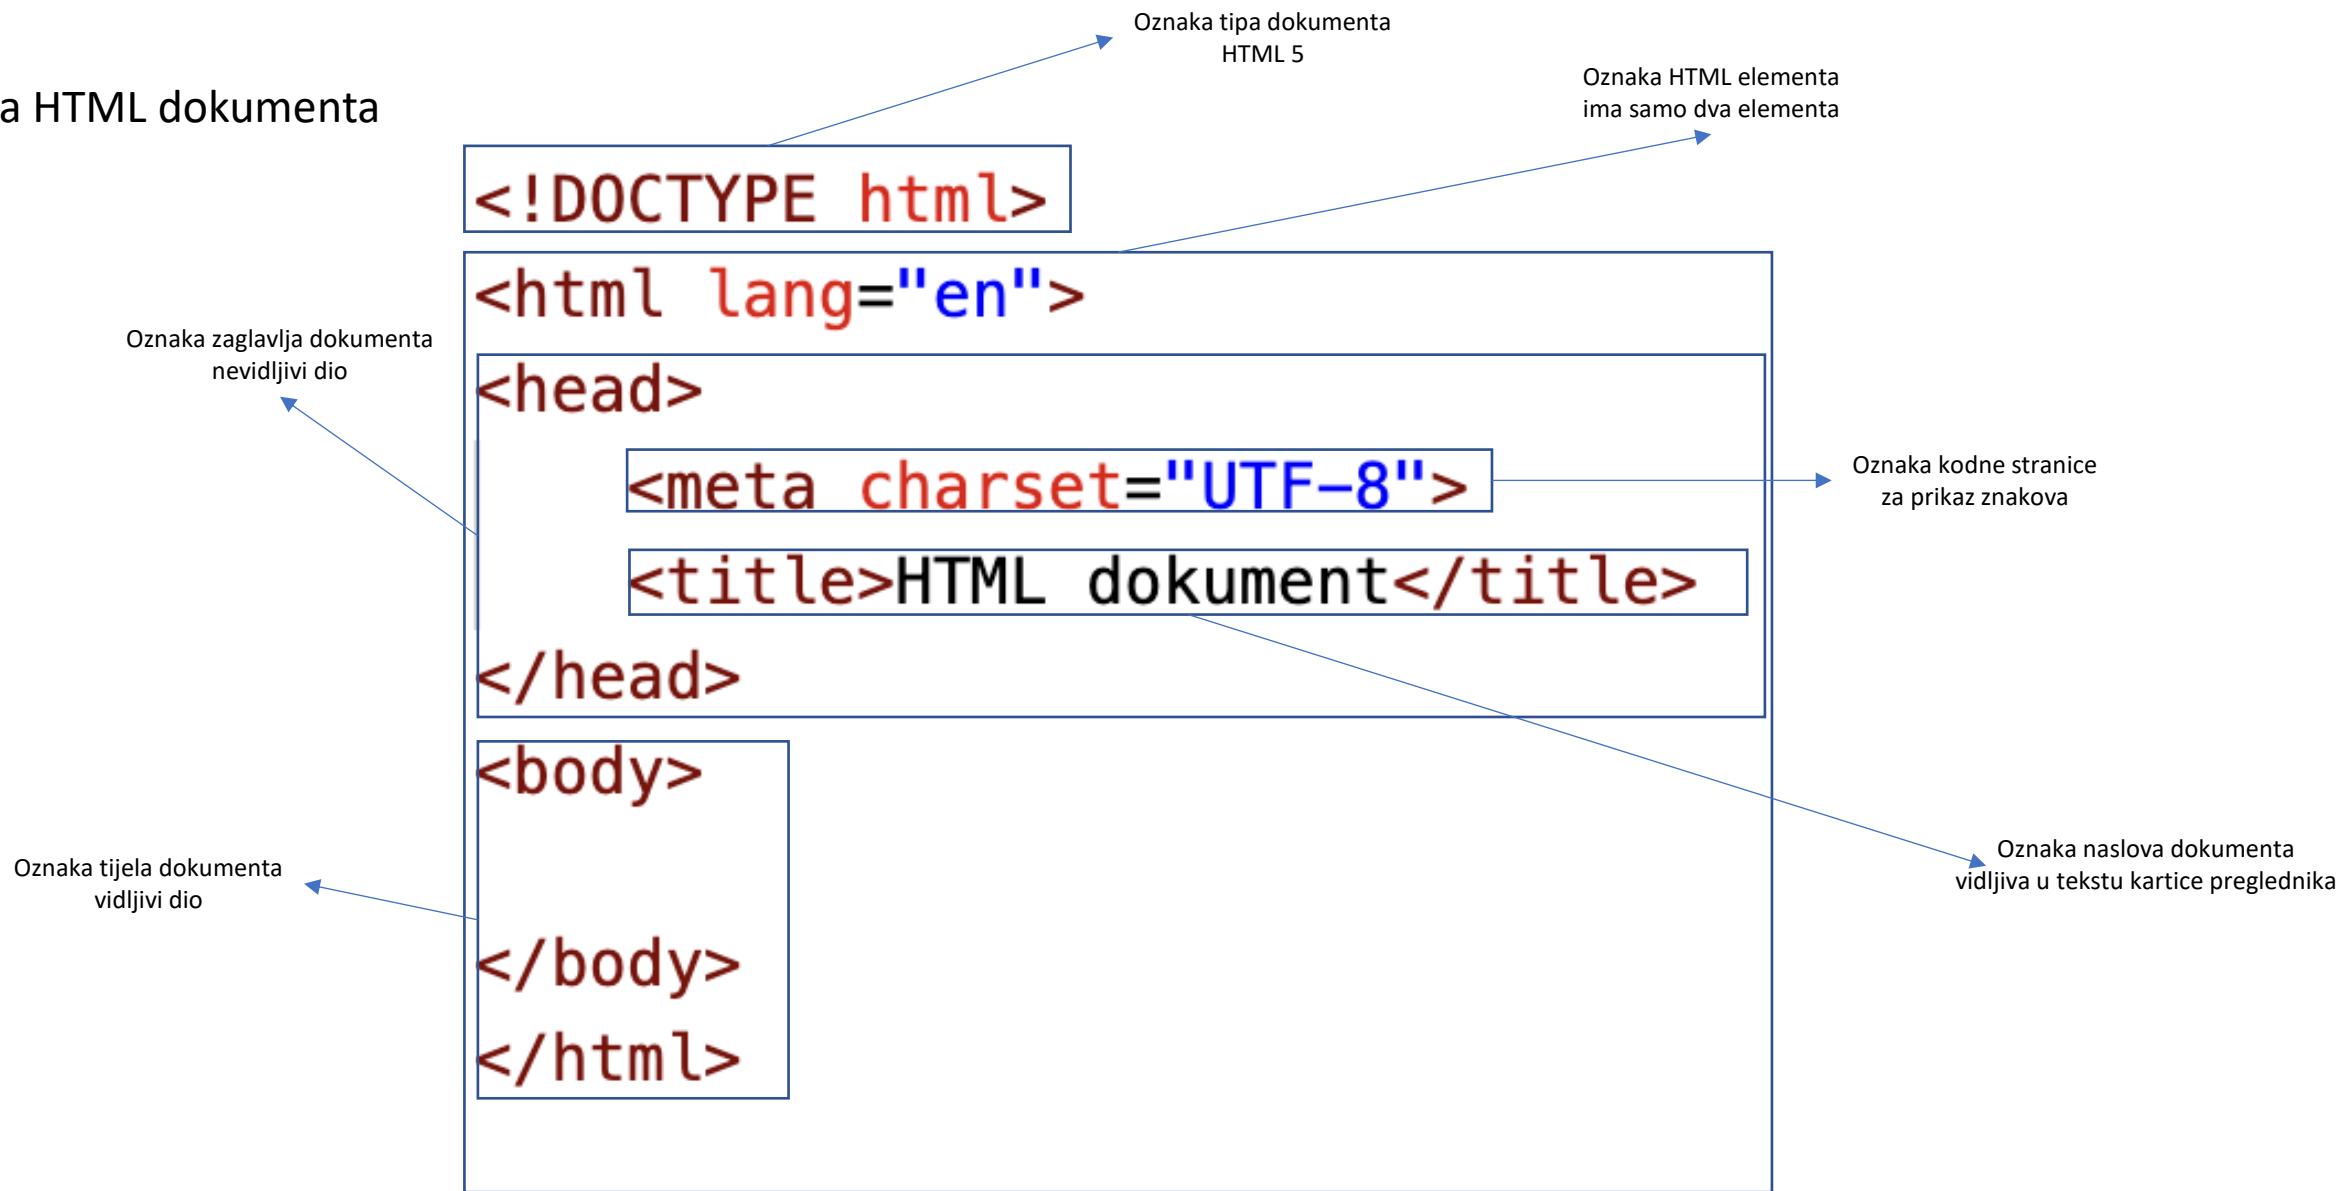 Oznaka tipa dokumenta
HTML 5
Oznaka HTML elementa
ima samo dva elementa
a HTML dokumenta
<!DOCTYPE html>
<html lang="en">
Oznaka zaglavlja dokumenta
nevidljivi dio
<head>
<meta charset="UTF-8">
Oznaka kodne stranice
za prikaz znakova
<title>HTML dokument</title>
</head>
<body>
Oznaka tijela dokumenta
vidljivi dio
Oznaka naslova dokumenta
vidljiva u tekstu kartice preglednika
</body>
</html>